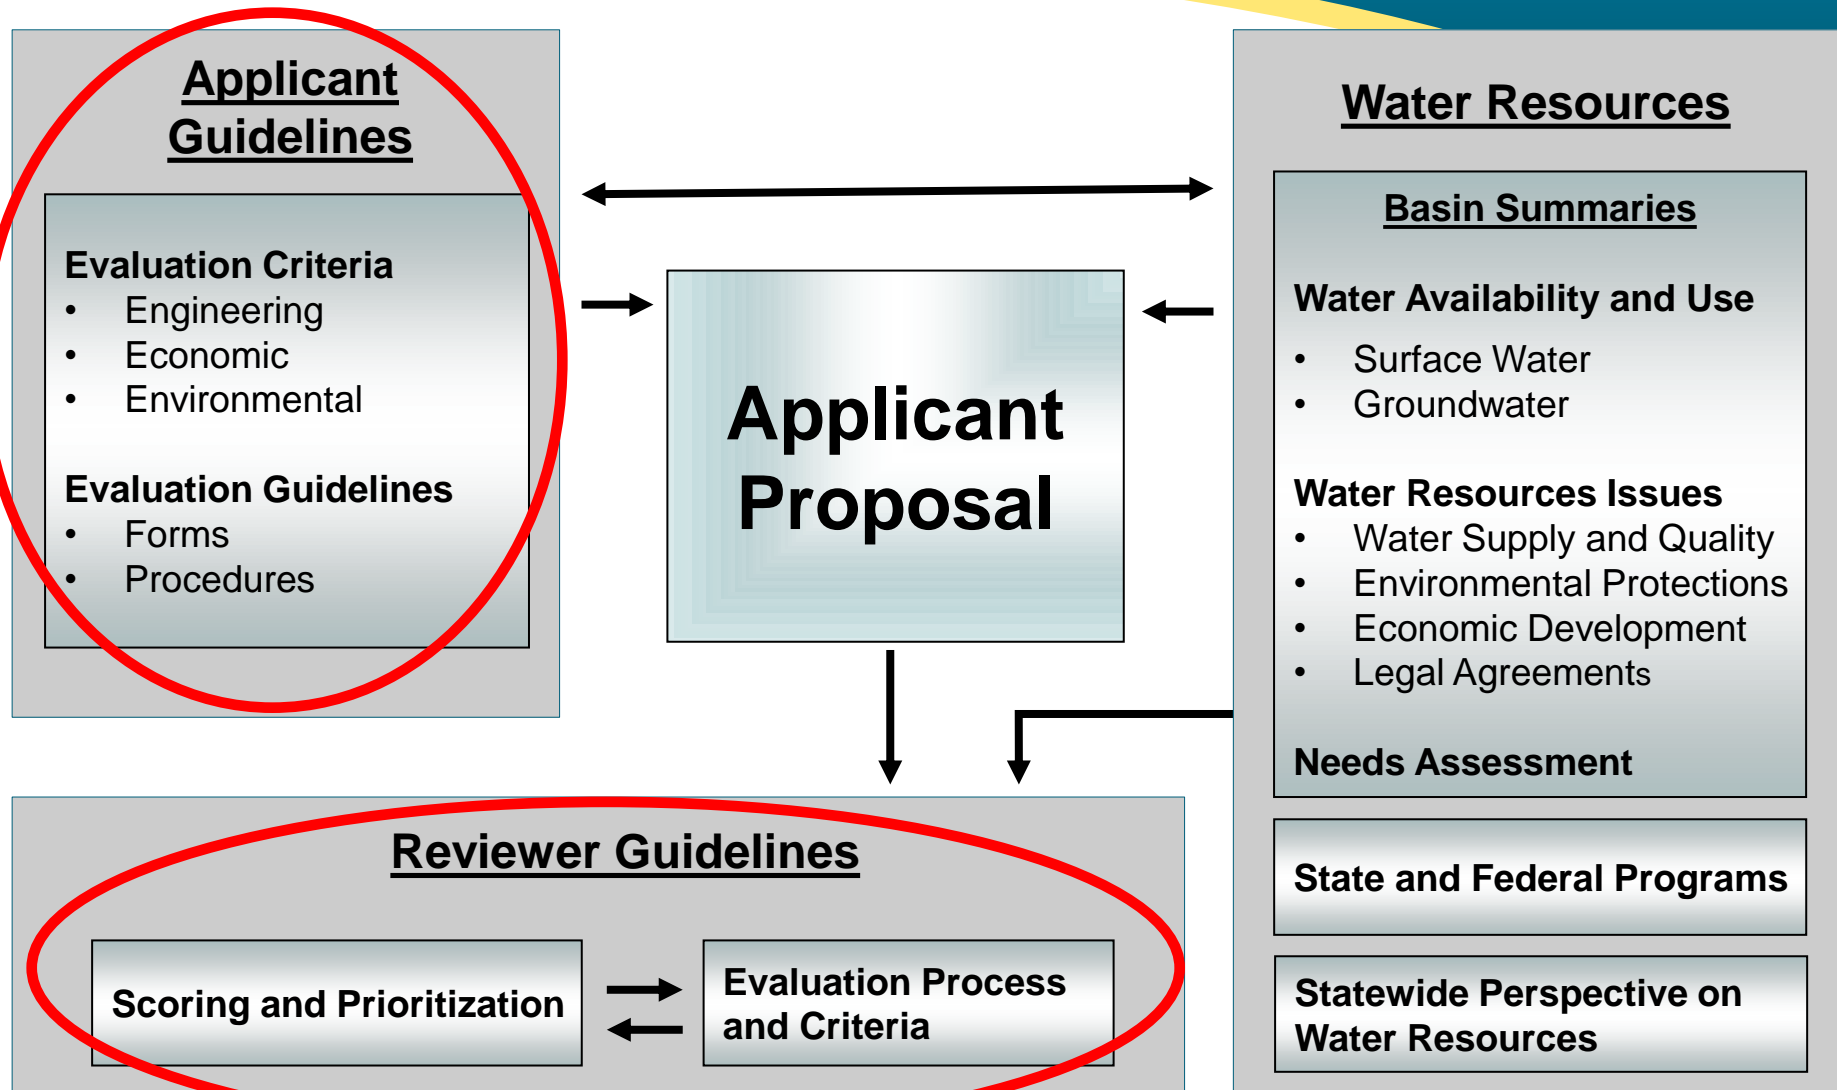 Applicant
Guidelines
Evaluation Criteria
• Engineering
• Economic
• Environmental
Evaluation Guidelines
• Forms
• Procedures
Applicant
Proposal
Water Resources
Basin Summaries
Water Availability and Use
• Surface Water
• Groundwater
Water Resources Issues
• Water Supply and Quality
• Environmental Protections
• Economic Development
• Legal Agreements
Needs Assessment
State and Federal Programs
Statewide Perspective on
Water Resources
Reviewer Guidelines
Scoring and Prioritization
Evaluation Process
and Criteria